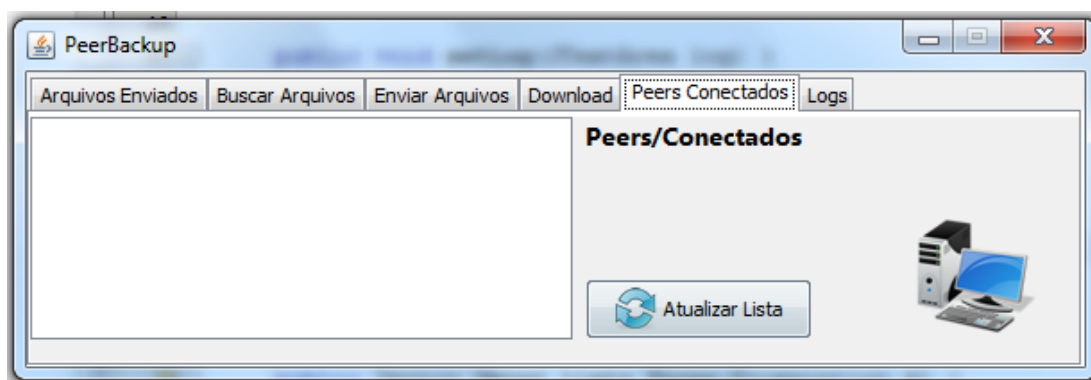 PeerBackup
Arquivos Enviados Buscar Arquivos Enviar Arquivos Download Peers Conectados Logs
Peers/Conectados
Atualizar Lista